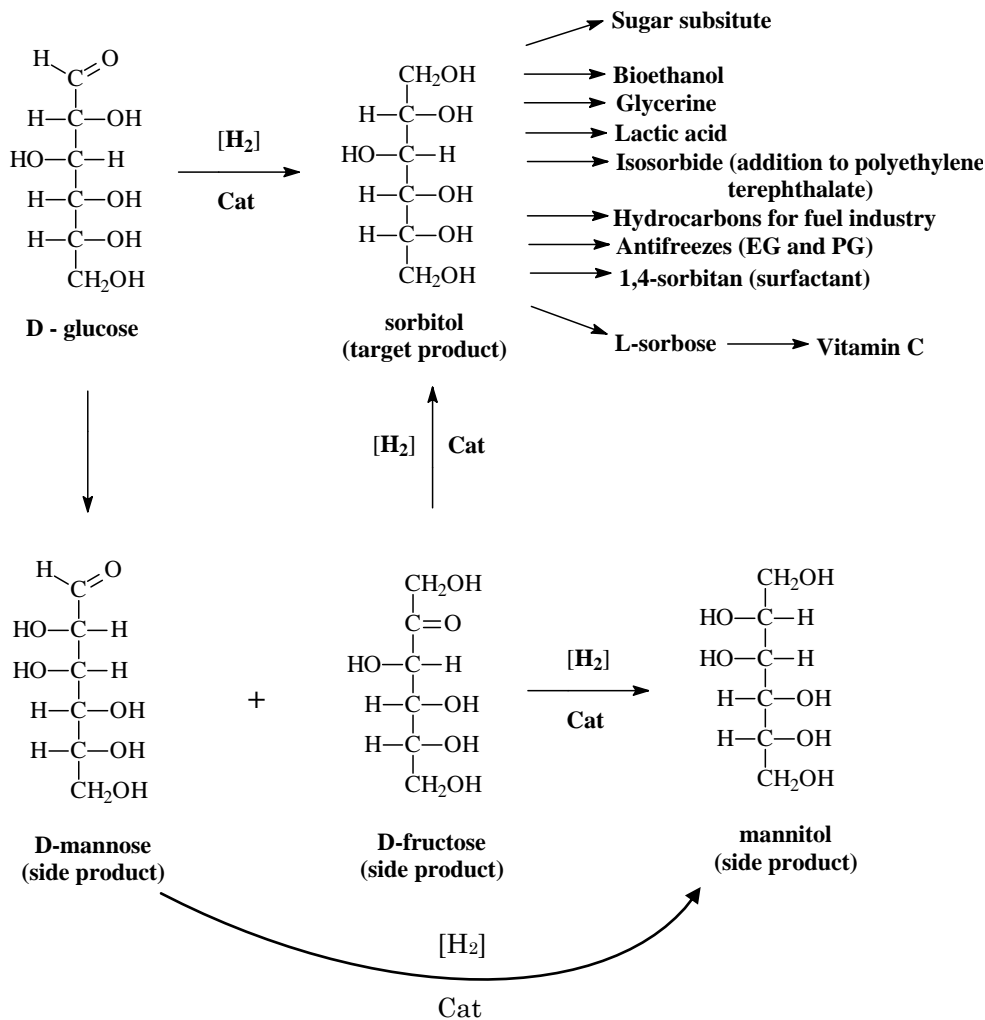 H O
C
H—C—OH
HO—C—H
H—C—OH
H—C—OH
CH2OH
D - glucose
[H2]
Cat
CH2OH
H—C—OH
HO—C—H
H—C—OH
H—C—OH
CH2OH
sorbitol
(target product)
Sugar subsitute
Bioethanol
Glycerine
Lactic acid
Isosorbide (addition to polyethylene
terephthalate)
Hydrocarbons for fuel industry
Antifreezes (EG and PG)
1,4-sorbitan (surfactant)
L-sorbose
Vitamin C
[H2] Cat
H O
C
HO—C—H
HO—C—H
H—C—OH
H—C—OH
CH2OH
D-mannose
(side product)
+
CH2OH
C=O
HO—C—H
H—C—OH
H—C—OH
CH2OH
D-fructose
(side product)
[H2]
Cat
CH2OH
HO—C—H
HO—C—H
H—C—OH
H—C—OH
CH2OH
mannitol
(side product)
[H2]
Cat